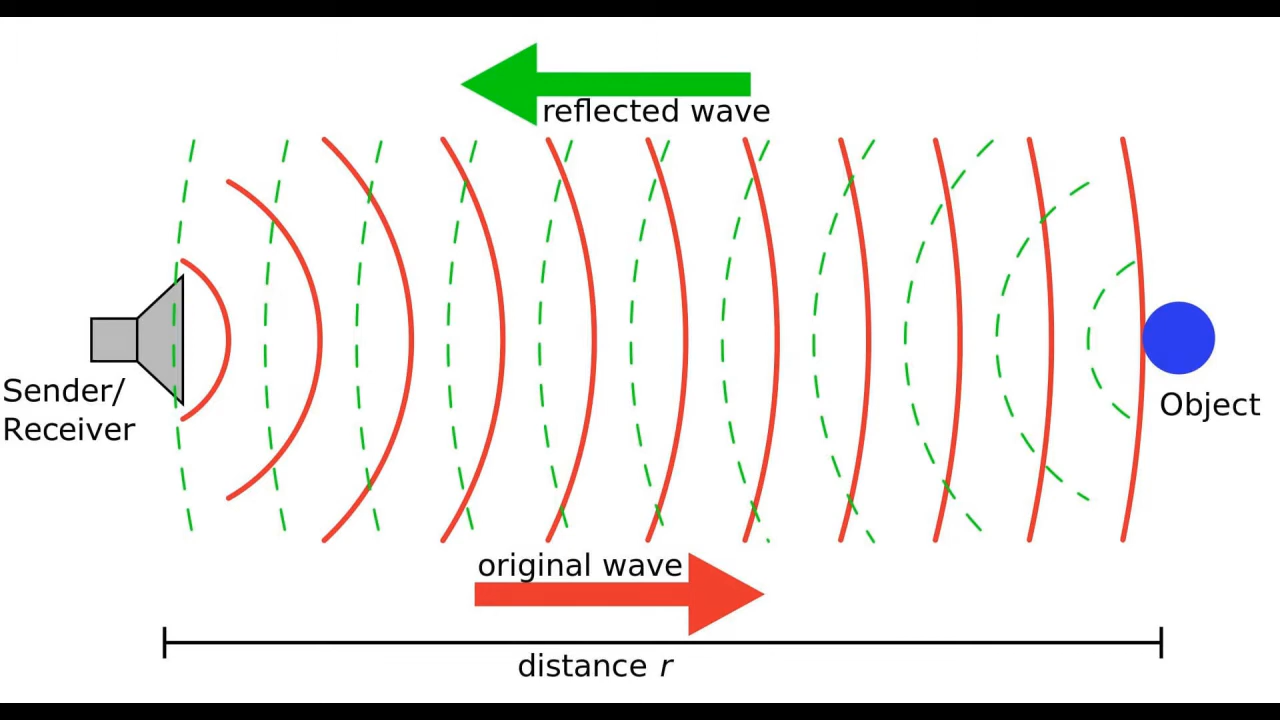 reflected wave
Sender/
Receiver
Object
original wave
distance r